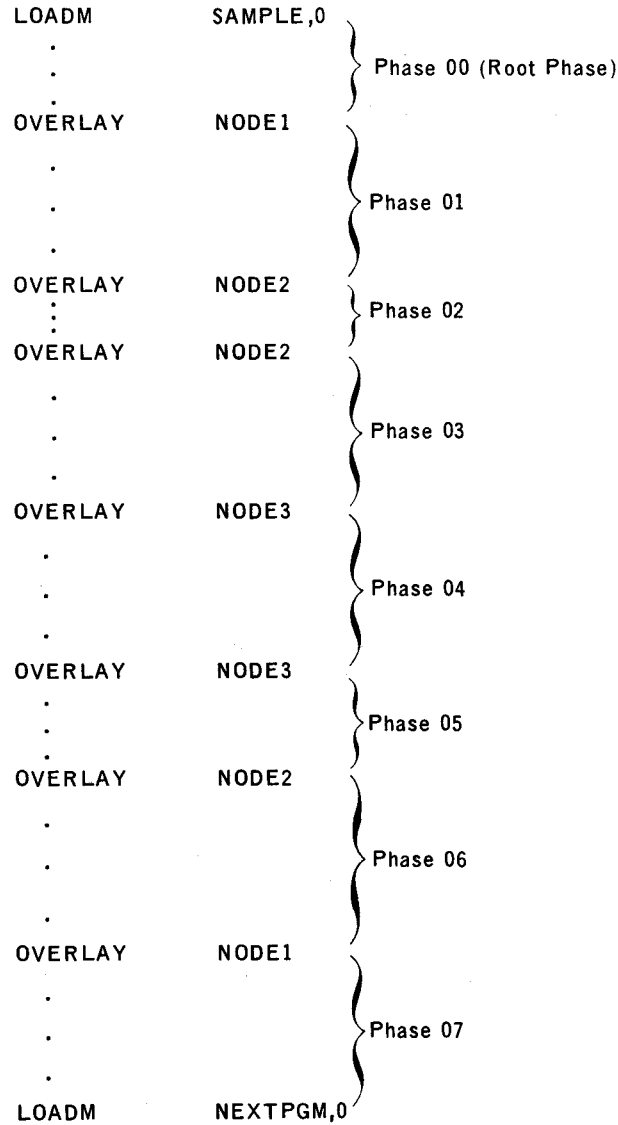 LOADM SAMPLE,0
.
.
.
Phase 00 (Root Phase)
OVERLAY NODE1
.
.
.
Phase 01
OVERLAY NODE2
.
.
.
Phase 02
OVERLAY NODE2
.
.
.
Phase 03
OVERLAY NODE3
.
.
.
Phase 04
OVERLAY NODE3
.
.
.
Phase 05
OVERLAY NODE2
.
.
.
Phase 06
OVERLAY NODE1
.
.
.
Phase 07
LOADM NEXTPGM,0